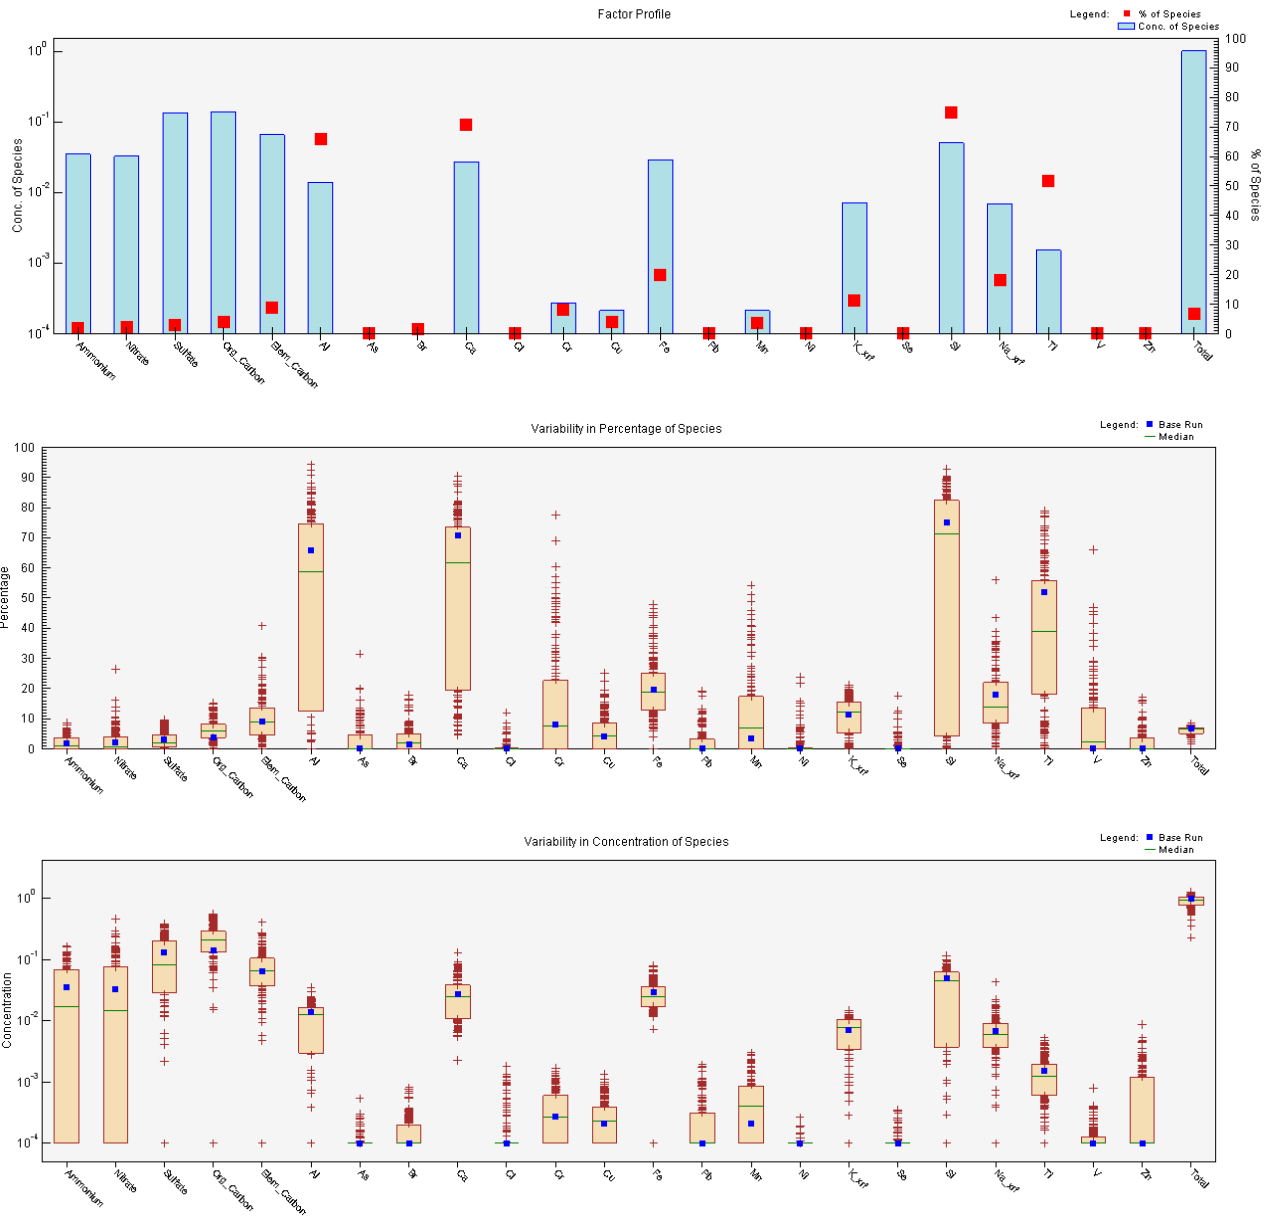 Factor Profile
Legend: % of Species
Conc. of Species
Conc. of Species
10^0
10^-1
10^-2
10^-3
10^-4
100
90
80
70
60
50
40
30
20
10
0
% of Species
Ammonium Nitrate Sulfate Org_Carbon Elem_Carbon Al As Br Ca Cl Cr Cu Fe Pb Mn Ni K_xrf Se Si Na_xrf Ti V Zn Total
Variability in Percentage of Species
Legend: Base Run
Median
Percentage
100
90
80
70
60
50
40
30
20
10
0
Ammonium Nitrate Sulfate Org_Carbon Elem_Carbon Al As Br Ca Cl Cr Cu Fe Pb Mn Ni K_xrf Se Si Na_xrf Ti V Zn Total
Variability in Concentration of Species
Legend: Base Run
Median
Concentration
10^0
10^-1
10^-2
10^-3
10^-4
Ammonium Nitrate Sulfate Org_Carbon Elem_Carbon Al As Br Ca Cl Cr Cu Fe Pb Mn Ni K_xrf Se Si Na_xrf Ti V Zn Total